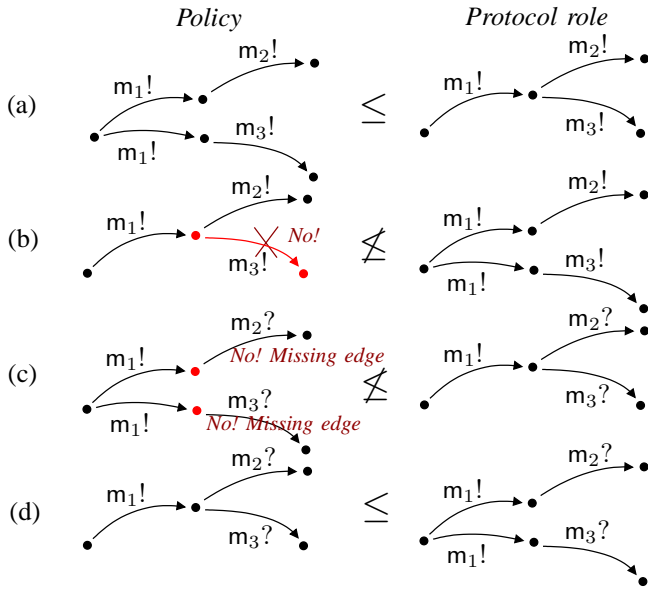 Policy Protocol role
m₂! m₂!
m₁!
(a) m₃! ≤ m₁!
m₁! m₃!
m₂! m₂!
(b) m₁! No! ≰ m₁!
m₃! m₁! m₃!
m₂? m₂?
m₁! No! Missing edge m₁!
(c) ≰
m₁! m₃? m₃?
No! Missing edge
m₂? m₂?
(d) m₁! ≤ m₁!
m₃? m₁! m₃?